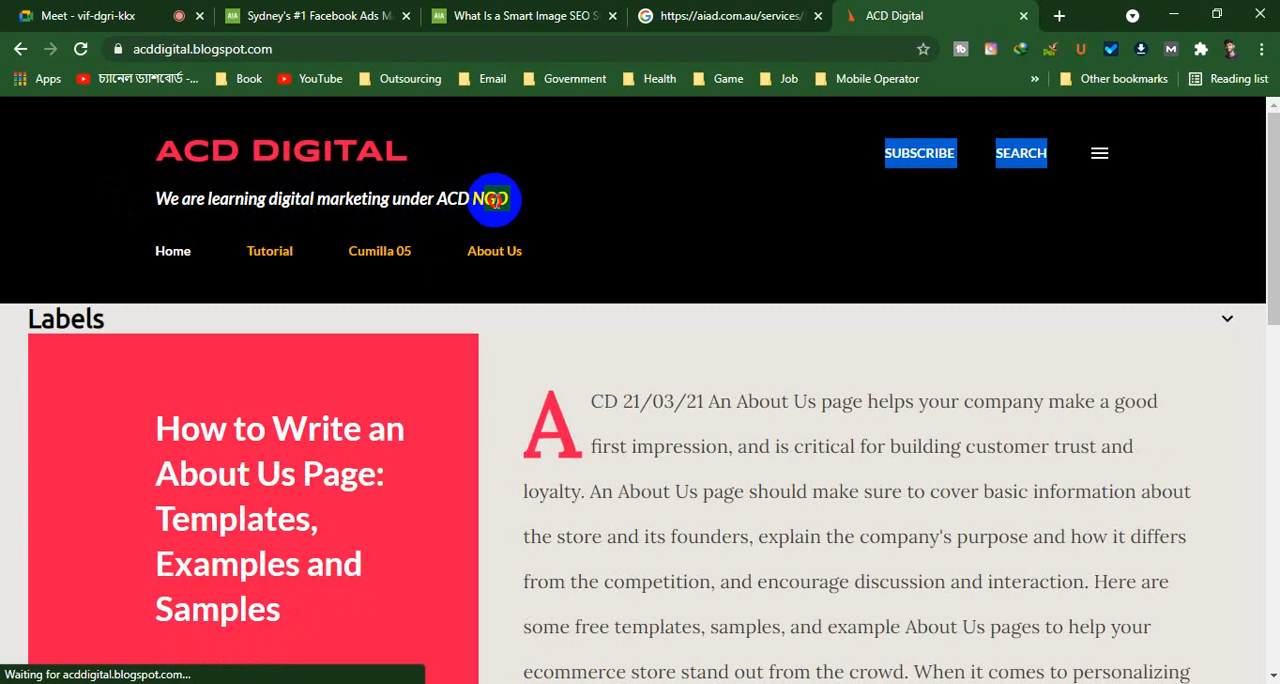 Meet - vif-dgri-kkx
Sydney's #1 Facebook Ads M
What Is a Smart Image SEO S
https://aiad.com.au/services/
ACD Digital
acddigital.blogspot.com
Apps
চ্যানেল ড্যাশবোর্ড -...
Book
YouTube
Outsourcing
Email
Government
Health
Game
Job
Mobile Operator
»
Other bookmarks
Reading list
ACD DIGITAL
SUBSCRIBE
SEARCH
We are learning digital marketing under ACD NGO
Home
Tutorial
Cumilla 05
About Us
Labels
How to Write an
About Us Page:
Templates,
Examples and
Samples
ACD 21/03/21 An About Us page helps your company make a good
first impression, and is critical for building customer trust and
loyalty. An About Us page should make sure to cover basic information about
the store and its founders, explain the company's purpose and how it differs
from the competition, and encourage discussion and interaction. Here are
some free templates, samples, and example About Us pages to help your
ecommerce store stand out from the crowd. When it comes to personalizing
Waiting for acddigital.blogspot.com...